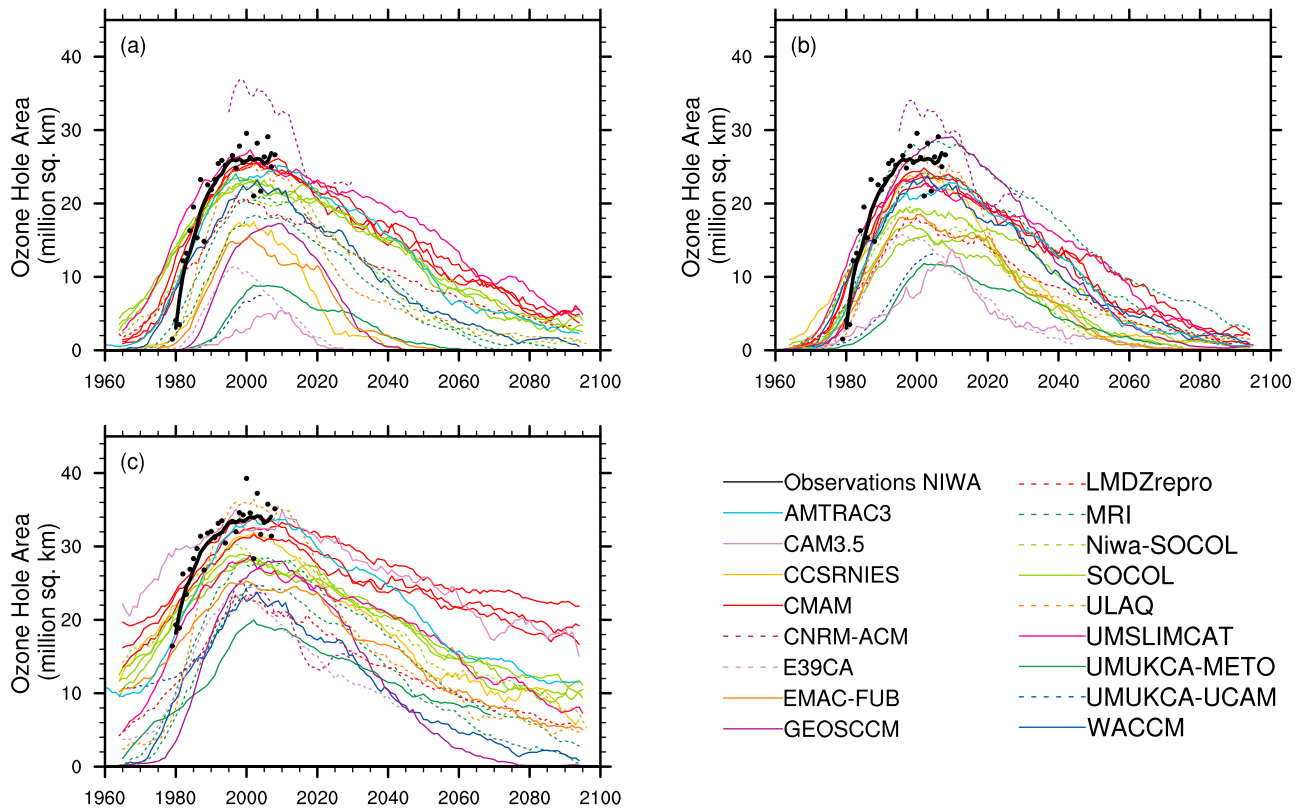 (a)
Ozone Hole Area
(million sq. km)
40
30
20
10
0
1960 1980 2000 2020 2040 2060 2080 2100
(b)
Ozone Hole Area
(million sq. km)
40
30
20
10
0
1960 1980 2000 2020 2040 2060 2080 2100
(c)
Ozone Hole Area
(million sq. km)
40
30
20
10
0
1960 1980 2000 2020 2040 2060 2080 2100
Observations NIWA
AMTRAC3
CAM3.5
CCSRNIES
CMAM
CNRM-ACM
E39CA
EMAC-FUB
GEOSCCM
LMDZrepro
MRI
Niwa-SOCOL
SOCOL
ULAQ
UMSLIMCAT
UMUKCA-METO
UMUKCA-UCAM
WACCM